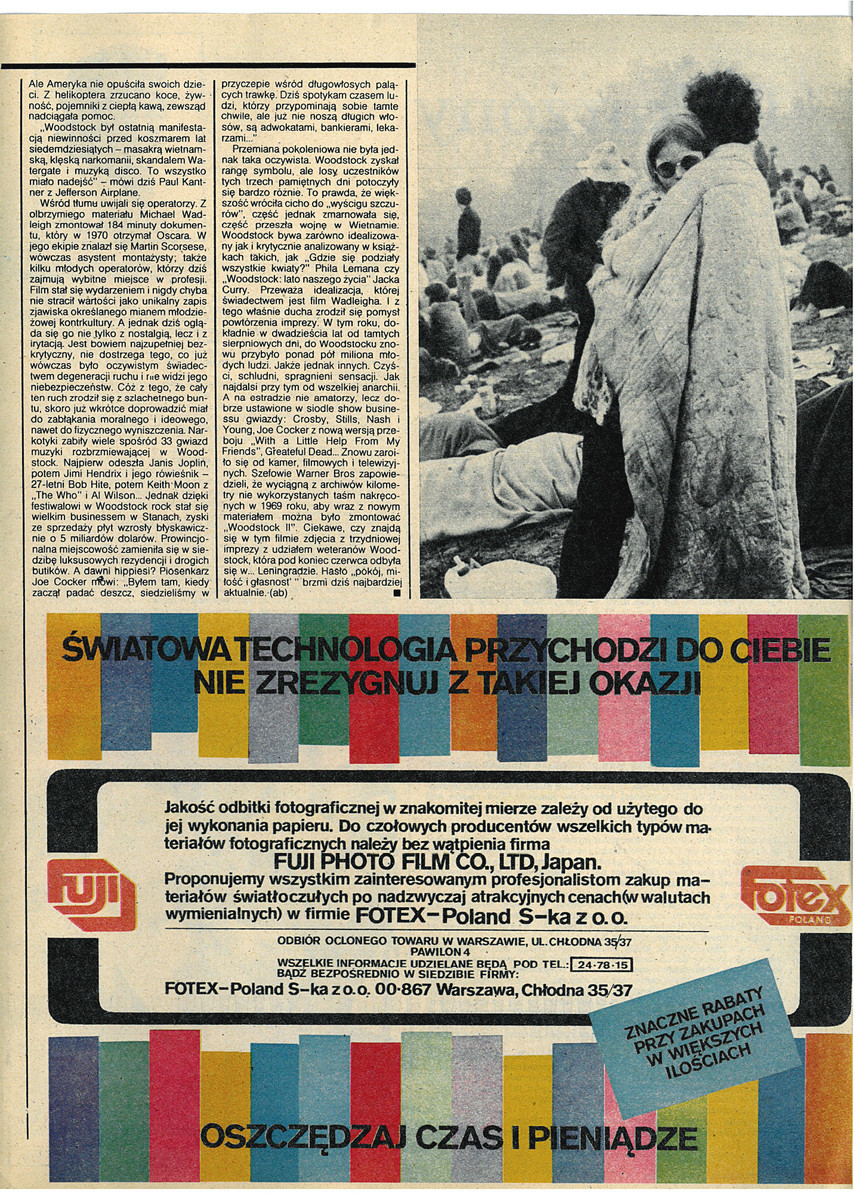 Ale Ameryka nie opuściła swoich dzie-
ci. Z helikoptera zrzucano koce, żyw-
ność, pojemniki z ciepłą kawą, zewsząd
nadciągała pomoc.
„Woodstock był ostatnią manifesta-
cją niewinności przed koszmarem lat
siedemdziesiątych – masakrą wietnam-
ską, klęską narkomanii, skandalem Wa-
tergate i muzyką disco. To wszystko
miało nadejść" – mówi dziś Paul Kant-
ner z Jefferson Airplane.
Wśród tłumu uwijali się operatorzy. Z
olbrzymiego materiału Michael Wad-
leigh zmontował 184 minuty dokumen-
tu, który w 1970 otrzymał Oscara. W
jego ekipie znalazł się Martin Scorsese,
wówczas asystent montażysty; także
kilku młodych operatorów, którzy dziś
zajmują wybitne miejsce w profesji.
Film stał się wydarzeniem i nigdy chyba
nie stracił wartości jako unikalny zapis
zjawiska określanego mianem młodzie-
żowej kontrkultury. A jednak dziś oglą-
da się go nie tylko z nostalgią, lecz i z
irytacją. Jest bowiem najzupełniej bez-
krytyczny, nie dostrzega tego, co już
wówczas było oczywistym świadec-
twem degeneracji ruchu i nie widzi jego
niebezpieczeństw. Cóż z tego, że cały
ten ruch zrodził się z szlachetnego bun-
tu, skoro już wkrótce doprowadzić miał
do zabłąkania moralnego i ideowego,
nawet do fizycznego wyniszczenia. Nar-
kotyki zabiły wiele spośród 33 gwiazd
muzyki rozbrzmiewającej w Wood-
stock. Najpierw odeszła Janis Joplin,
potem Jimi Hendrix i jego rówieśnik –
27-letni Bob Hite, potem Keith Moon z
„The Who" i Al Wilson... Jednak dzięki
festiwalowi w Woodstock rock stał się
wielkim businessem w Stanach, zyski
ze sprzedaży płyt wzrosły błyskawicz-
nie o 5 miliardów dolarów. Prowincjo-
nalna miejscowość zamieniła się w sie-
dzibę luksusowych rezydencji i drogich
butików. A dawni hippiesi? Piosenkarz
Joe Cocker mówi: „Byłem tam, kiedy
zaczął padać deszcz, siedzieliśmy w
przyczepie wśród długowłosych palą-
cych trawkę. Dziś spotykam czasem lu-
dzi, którzy przypominają sobie tamte
chwile, ale już nie noszą długich wło-
sów, są adwokatami, bankierami, leka-
rzami..."
Przemiana pokoleniowa nie była jed-
nak taka oczywista. Woodstock zyskał
rangę symbolu, ale losy uczestników
tych trzech pamiętnych dni potoczyły
się bardzo różnie. To prawda, że więk-
szość wróciła cicho do „wyścigu szczu-
rów", część jednak zmarnowała się,
część przeszła wojnę w Wietnamie.
Woodstock bywa zarówno idealizowa-
ny jak i krytycznie analizowany w książ-
kach takich, jak „Gdzie się podziały
wszystkie kwiaty?" Phila Lemana czy
„Woodstock: lato naszego życia" Jacka
Curry. Przeważa idealizacja, której
świadectwem jest film Wadleigha. I z
tego właśnie ducha zrodził się pomysł
powtórzenia imprezy. W tym roku, do-
kładnie w dwadzieścia lat od tamtych
sierpniowych dni, do Woodstocku zno-
wu przybyło ponad pół miliona mło-
dych ludzi. Jakże jednak innych. Czyś-
ci, schludni, spragnieni sensacji. Jak
najdalsi przy tym od wszelkiej anarchii.
A na estradzie nie amatorzy, lecz do-
brze ustawione w siodle show busine-
ssu gwiazdy: Crosby, Stills, Nash i
Young, Joe Cocker z nową wersją prze-
boju „With a Little Help From My
Friends", Greateful Dead... Znowu zaroi-
ło się od kamer, filmowych i telewizyj-
nych. Szefowie Warner Bros zapowie-
dzieli, że wyciągną z archiwów kilome-
try nie wykorzystanych taśm nakręco-
nych w 1969 roku, aby wraz z nowym
materiałem można było zmontować
„Woodstock II". Ciekawe, czy znajdą
się w tym filmie zdjęcia z trzydniowej
imprezy z udziałem weteranów Wood-
stock, która pod koniec czerwca odbyła
się w... Leningradzie. Hasło „pokój, mi-
łość i głasnost'" brzmi dziś najbardziej
aktualnie. (ab) ■
ŚWIATOWA TECHNOLOGIA PRZYCHODZI DO CIEBIE
NIE ZREZYGNUJ Z TAKIEJ OKAZJI
Jakość odbitki fotograficznej w znakomitej mierze zależy od użytego do
jej wykonania papieru. Do czołowych producentów wszelkich typów ma-
teriałów fotograficznych należy bez wątpienia firma
FUJI PHOTO FILM CO., LTD, Japan.
Proponujemy wszystkim zainteresowanym profesjonalistom zakup ma-
teriałów światłoczułych po nadzwyczaj atrakcyjnych cenach (w walutach
wymienialnych) w firmie FOTEX–Poland S–ka z o. o.
FUJI
Fotex
POLAND
ODBIÓR OCLONEGO TOWARU W WARSZAWIE, UL. CHŁODNA 35/37
PAWILON 4
WSZELKIE INFORMACJE UDZIELANE BĘDĄ POD TEL.: 24-78-15
BĄDŹ BEZPOŚREDNIO W SIEDZIBIE FIRMY:
FOTEX–Poland S–ka z o. o. 00-867 Warszawa, Chłodna 35/37
ZNACZNE RABATY
PRZY ZAKUPACH
W WIĘKSZYCH
ILOŚCIACH
OSZCZĘDZAJ CZAS I PIENIĄDZE